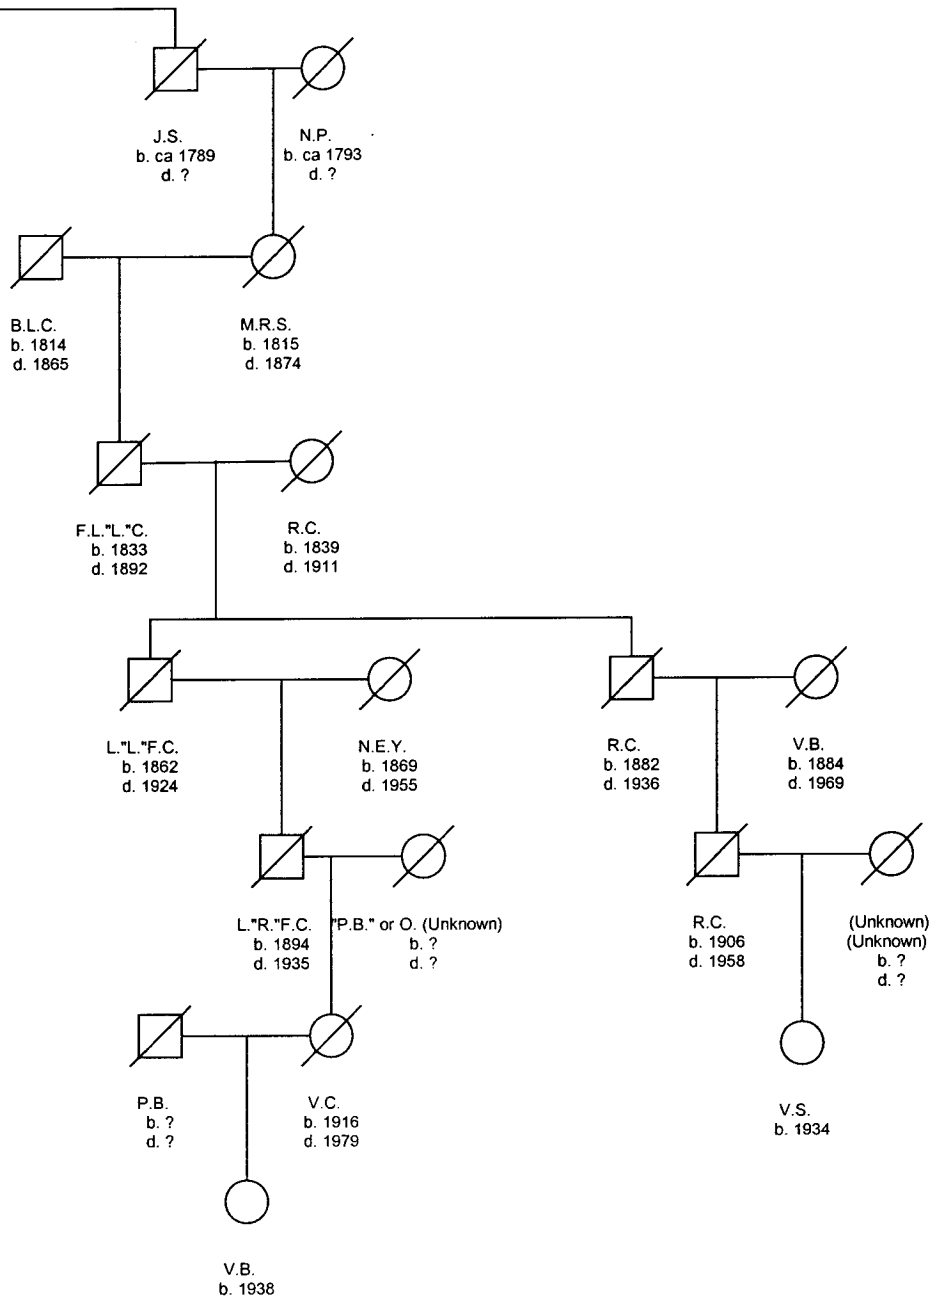 J.S.
b. ca 1789
d. ?
N.P.
b. ca 1793
d. ?
B.L.C.
b. 1814
d. 1865
M.R.S.
b. 1815
d. 1874
F.L."L."C.
b. 1833
d. 1892
R.C.
b. 1839
d. 1911
L."L."F.C.
b. 1862
d. 1924
N.E.Y.
b. 1869
d. 1955
R.C.
b. 1882
d. 1936
V.B.
b. 1884
d. 1969
L."R."F.C.
b. 1894
d. 1935
"P.B." or O. (Unknown)
b. ?
d. ?
R.C.
b. 1906
d. 1958
(Unknown)
(Unknown)
b. ?
d. ?
P.B.
b. ?
d. ?
V.C.
b. 1916
d. 1979
V.S.
b. 1934
V.B.
b. 1938